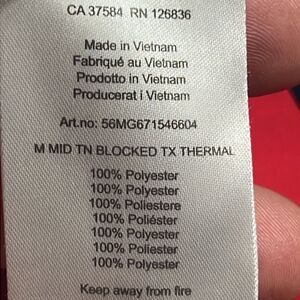 CA 37584 RN 126836
Made in Vietnam
Fabriqué au Vietnam
Prodotto in Vietnam
Producerat i Vietnam
Art.no: 56MG671546604
M MID TN BLOCKED TX THERMAL
100% Polyester
100% Polyester
100% Poliestere
100% Poliéster
100% Polyester
100% Poliester
100% Polyester
Keep away from fire